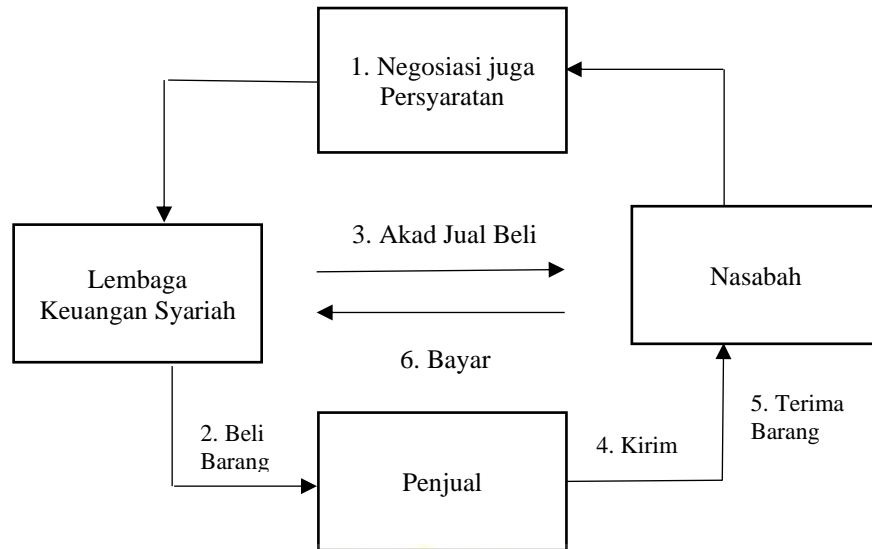 1. Negosiasi juga
Persyaratan
3. Akad Jual Beli
Lembaga
Keuangan Syariah
Nasabah
6. Bayar
2. Beli
Barang
Penjual
4. Kirim
5. Terima
Barang